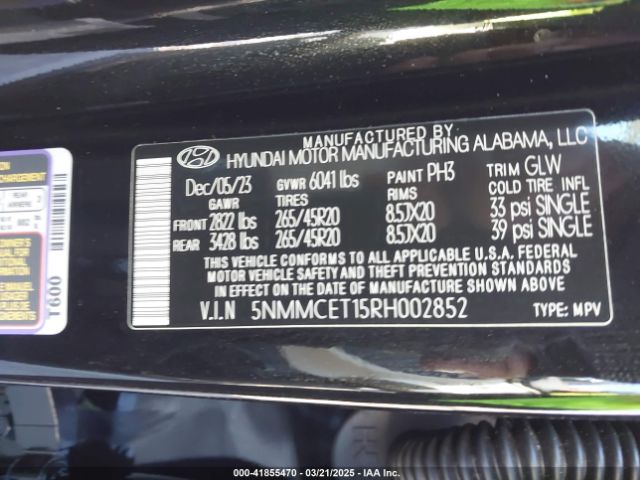 MANUFACTURED BY
HYUNDAI MOTOR MANUFACTURING ALABAMA, LLC
Dec/05/23 GVWR 6041 lbs PAINT PH3 TRIM GLW
GAWR TIRES RIMS COLD TIRE INFL
FRONT 2822 lbs 265/45R20 8.5JX20 33 psi SINGLE
REAR 3428 lbs 265/45R20 8.5JX20 39 psi SINGLE
THIS VEHICLE CONFORMS TO ALL APPLICABLE U.S.A. FEDERAL
MOTOR VEHICLE SAFETY AND THEFT PREVENTION STANDARDS
IN EFFECT ON THE DATE OF MANUFACTURE SHOWN ABOVE.
V.I.N 5NMMCET15RH002852 TYPE: MPV
CHARGEMENT
REAR
T600
000-41855470 - 03/21/2025 - IAA Inc.